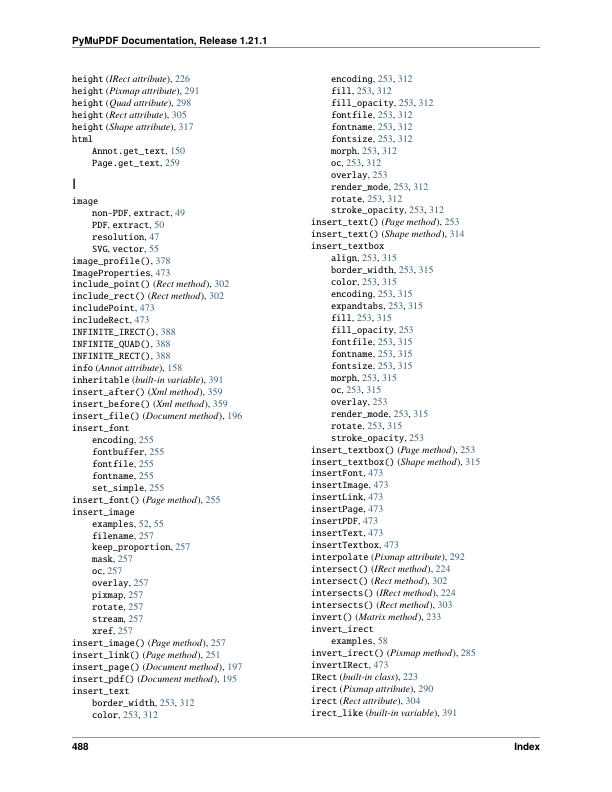 PyMuPDF Documentation, Release 1.21.1
height (IRect attribute), 226
height (Pixmap attribute), 291
height (Quad attribute), 298
height (Rect attribute), 305
height (Shape attribute), 317
html
Annot.get_text, 150
Page.get_text, 259
I
image
non-PDF, extract, 49
PDF, extract, 50
resolution, 47
SVG, vector, 55
image_profile(), 378
ImageProperties, 473
include_point() (Rect method), 302
include_rect() (Rect method), 302
includePoint, 473
includeRect, 473
INFINITE_IRECT(), 388
INFINITE_QUAD(), 388
INFINITE_RECT(), 388
info (Annot attribute), 158
inheritable (built-in variable), 391
insert_after() (Xml method), 359
insert_before() (Xml method), 359
insert_file() (Document method), 196
insert_font
encoding, 255
fontbuffer, 255
fontfile, 255
fontname, 255
set_simple, 255
insert_font() (Page method), 255
insert_image
examples, 52, 55
filename, 257
keep_proportion, 257
mask, 257
oc, 257
overlay, 257
pixmap, 257
rotate, 257
stream, 257
xref, 257
insert_image() (Page method), 257
insert_link() (Page method), 251
insert_page() (Document method), 197
insert_pdf() (Document method), 195
insert_text
border_width, 253, 312
color, 253, 312
encoding, 253, 312
fill, 253, 312
fill_opacity, 253, 312
fontfile, 253, 312
fontname, 253, 312
fontsize, 253, 312
morph, 253, 312
oc, 253, 312
overlay, 253
render_mode, 253, 312
rotate, 253, 312
stroke_opacity, 253, 312
insert_text() (Page method), 253
insert_text() (Shape method), 314
insert_textbox
align, 253, 315
border_width, 253, 315
color, 253, 315
encoding, 253, 315
expandtabs, 253, 315
fill, 253, 315
fill_opacity, 253
fontfile, 253, 315
fontname, 253, 315
fontsize, 253, 315
morph, 253, 315
oc, 253, 315
overlay, 253
render_mode, 253, 315
rotate, 253, 315
stroke_opacity, 253
insert_textbox() (Page method), 253
insert_textbox() (Shape method), 315
insertFont, 473
insertImage, 473
insertLink, 473
insertPage, 473
insertPDF, 473
insertText, 473
insertTextbox, 473
interpolate (Pixmap attribute), 292
intersect() (IRect method), 224
intersect() (Rect method), 302
intersects() (IRect method), 224
intersects() (Rect method), 303
invert() (Matrix method), 233
invert_irect
examples, 58
invert_irect() (Pixmap method), 285
invertIRect, 473
IRect (built-in class), 223
irect (Pixmap attribute), 290
irect (Rect attribute), 304
irect_like (built-in variable), 391
488
Index